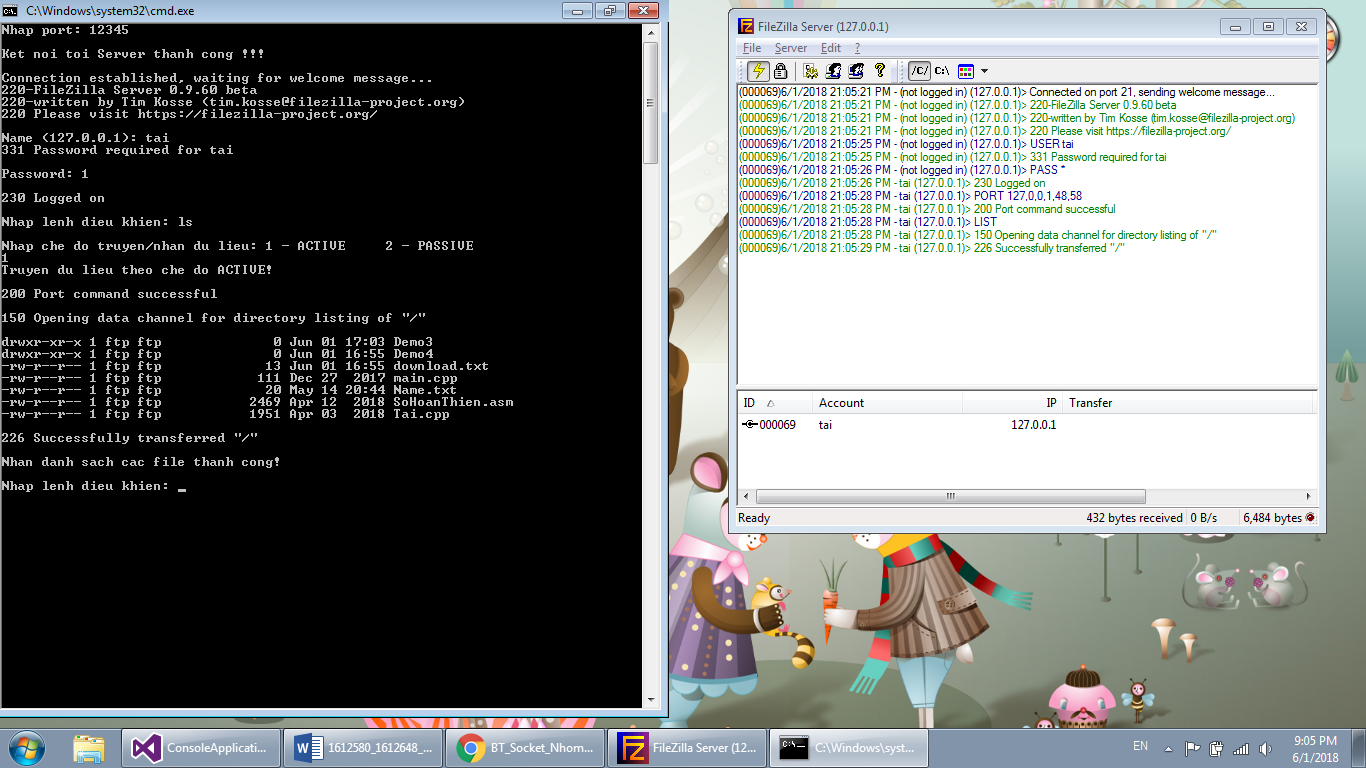 C:\Windows\system32\cmd.exe
Nhap port: 12345
Ket noi toi Server thanh cong !!!
Connection established, waiting for welcome message...
220-FileZilla Server 0.9.60 beta
220-written by Tim Kosse (tim.kosse@filezilla-project.org)
220 Please visit https://filezilla-project.org/
Name (127.0.0.1): tai
331 Password required for tai
Password: 1
230 Logged on
Nhap lenh dieu khien: ls
Nhap che do truyen/nhan du lieu: 1 - ACTIVE     2 - PASSIVE
1
Truyen du lieu theo che do ACTIVE!
200 Port command successful
150 Opening data channel for directory listing of "/"
drwxr-xr-x 1 ftp ftp              0 Jun 01 17:03 Demo3
drwxr-xr-x 1 ftp ftp              0 Jun 01 16:55 Demo4
-rw-r--r-- 1 ftp ftp             13 Jun 01 16:55 download.txt
-rw-r--r-- 1 ftp ftp            111 Dec 27  2017 main.cpp
-rw-r--r-- 1 ftp ftp             20 May 14 20:44 Name.txt
-rw-r--r-- 1 ftp ftp           2469 Apr 12  2018 SoHoanThien.asm
-rw-r--r-- 1 ftp ftp           1951 Apr 03  2018 Tai.cpp
226 Successfully transferred "/"
Nhan danh sach cac file thanh cong!
Nhap lenh dieu khien: _
FileZilla Server (127.0.0.1)
File Server Edit ?
/C/ C:\
(000069)6/1/2018 21:05:21 PM - (not logged in) (127.0.0.1)> Connected on port 21, sending welcome message...
(000069)6/1/2018 21:05:21 PM - (not logged in) (127.0.0.1)> 220-FileZilla Server 0.9.60 beta
(000069)6/1/2018 21:05:21 PM - (not logged in) (127.0.0.1)> 220-written by Tim Kosse (tim.kosse@filezilla-project.org)
(000069)6/1/2018 21:05:21 PM - (not logged in) (127.0.0.1)> 220 Please visit https://filezilla-project.org/
(000069)6/1/2018 21:05:25 PM - (not logged in) (127.0.0.1)> USER tai
(000069)6/1/2018 21:05:25 PM - (not logged in) (127.0.0.1)> 331 Password required for tai
(000069)6/1/2018 21:05:26 PM - (not logged in) (127.0.0.1)> PASS *
(000069)6/1/2018 21:05:26 PM - tai (127.0.0.1)> 230 Logged on
(000069)6/1/2018 21:05:28 PM - tai (127.0.0.1)> PORT 127,0,0,1,48,58
(000069)6/1/2018 21:05:28 PM - tai (127.0.0.1)> 200 Port command successful
(000069)6/1/2018 21:05:28 PM - tai (127.0.0.1)> LIST
(000069)6/1/2018 21:05:28 PM - tai (127.0.0.1)> 150 Opening data channel for directory listing of "/"
(000069)6/1/2018 21:05:29 PM - tai (127.0.0.1)> 226 Successfully transferred "/"
ID Account IP Transfer
000069 tai 127.0.0.1
Ready 432 bytes received 0 B/s 6,484 bytes
ConsoleApplicati... 1612580_1612648_... BT_Socket_Nhom... FileZilla Server (12... C:\Windows\syst... EN 9:05 PM
6/1/2018